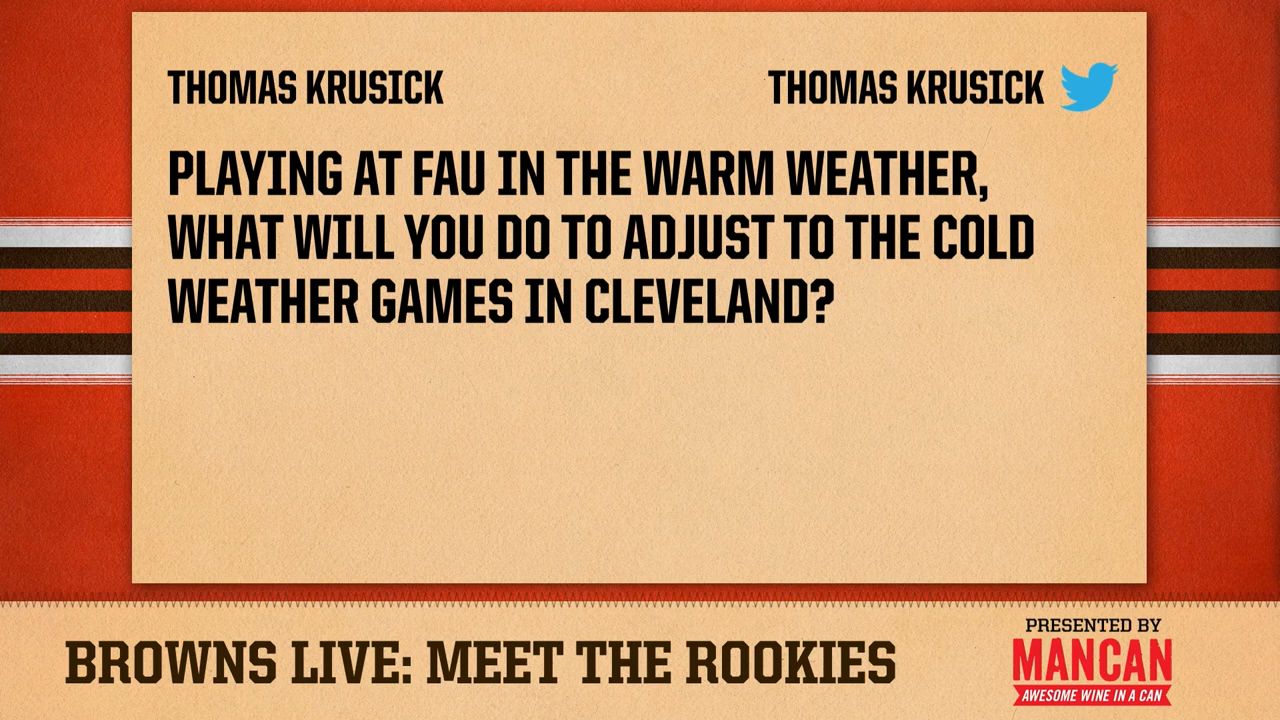 THOMAS KRUSICK
THOMAS KRUSICK
PLAYING AT FAU IN THE WARM WEATHER,
WHAT WILL YOU DO TO ADJUST TO THE COLD
WEATHER GAMES IN CLEVELAND?
BROWNS LIVE: MEET THE ROOKIES
PRESENTED BY
MANCAN
AWESOME WINE IN A CAN